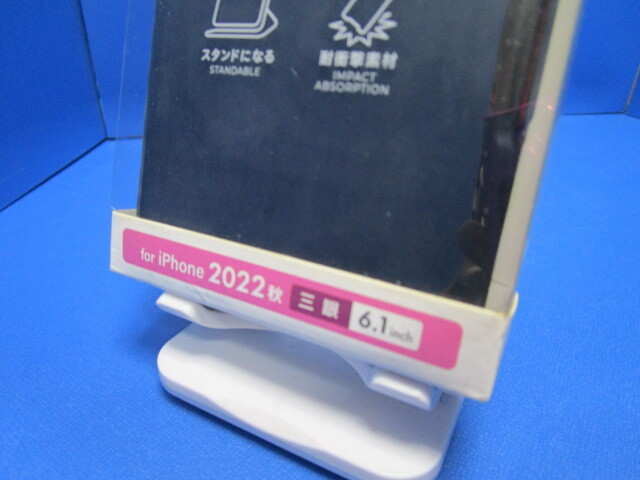 スタンドになる
STANDABLE
耐衝撃素材
IMPACT
ABSORPTION
for iPhone 2022秋 三眼 6.1inch